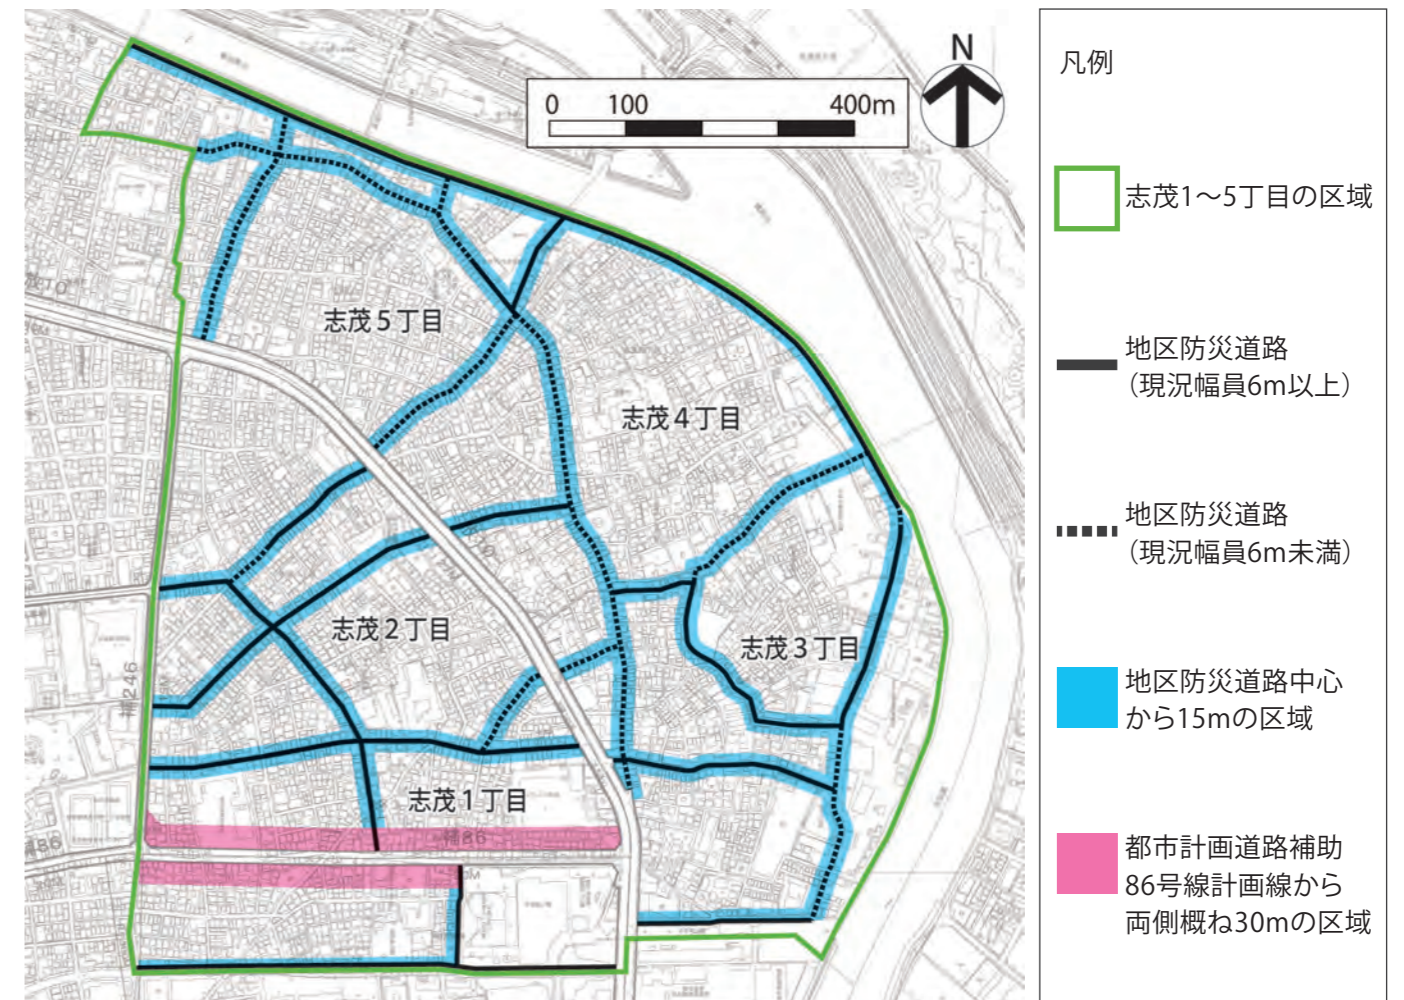 N
0 100 400m
志茂5丁目
志茂4丁目
志茂2丁目
志茂3丁目
補246
志茂1丁目
補86
凡例
志茂1～5丁目の区域
地区防災道路
（現況幅員6m以上）
地区防災道路
（現況幅員6m未満）
地区防災道路中心
から15mの区域
都市計画道路補助
86号線計画線から
両側概ね30mの区域